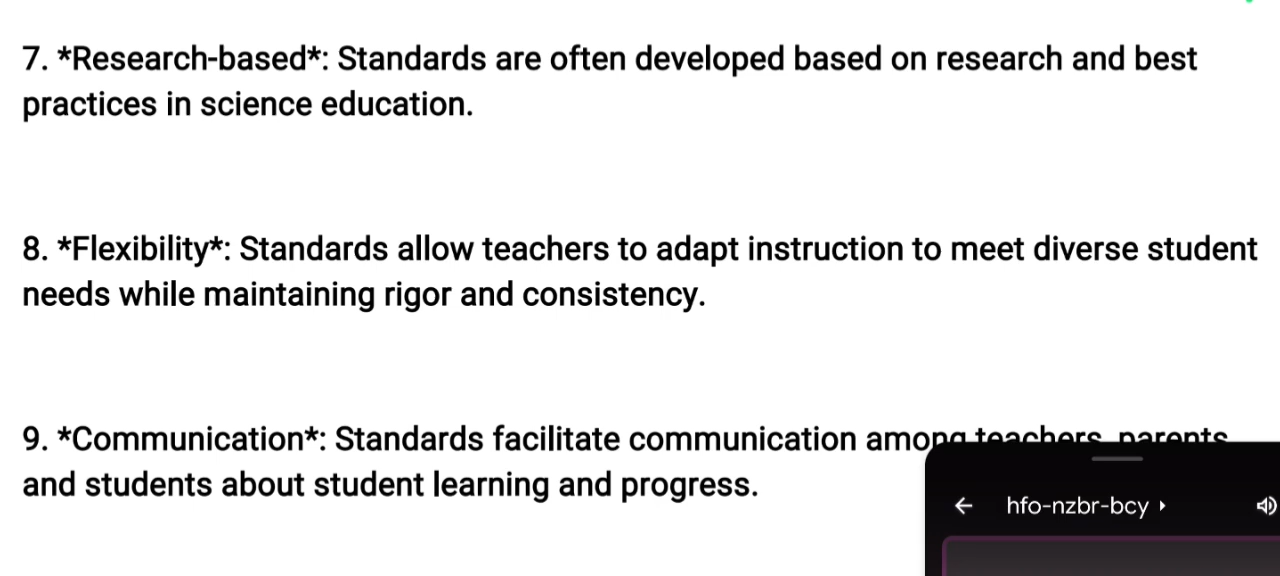 7. *Research-based*: Standards are often developed based on research and best
practices in science education.
8. *Flexibility*: Standards allow teachers to adapt instruction to meet diverse student
needs while maintaining rigor and consistency.
9. *Communication*: Standards facilitate communication among teachers, parents
and students about student learning and progress.
hfo-nzbr-bcy